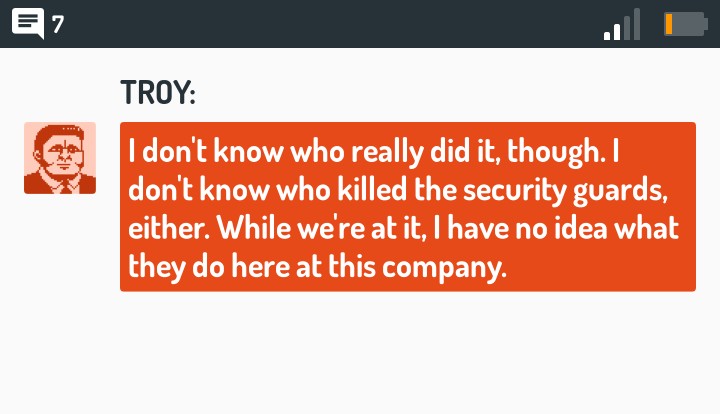 7
TROY:
I don't know who really did it, though. I
don't know who killed the security guards,
either. While we're at it, I have no idea what
they do here at this company.